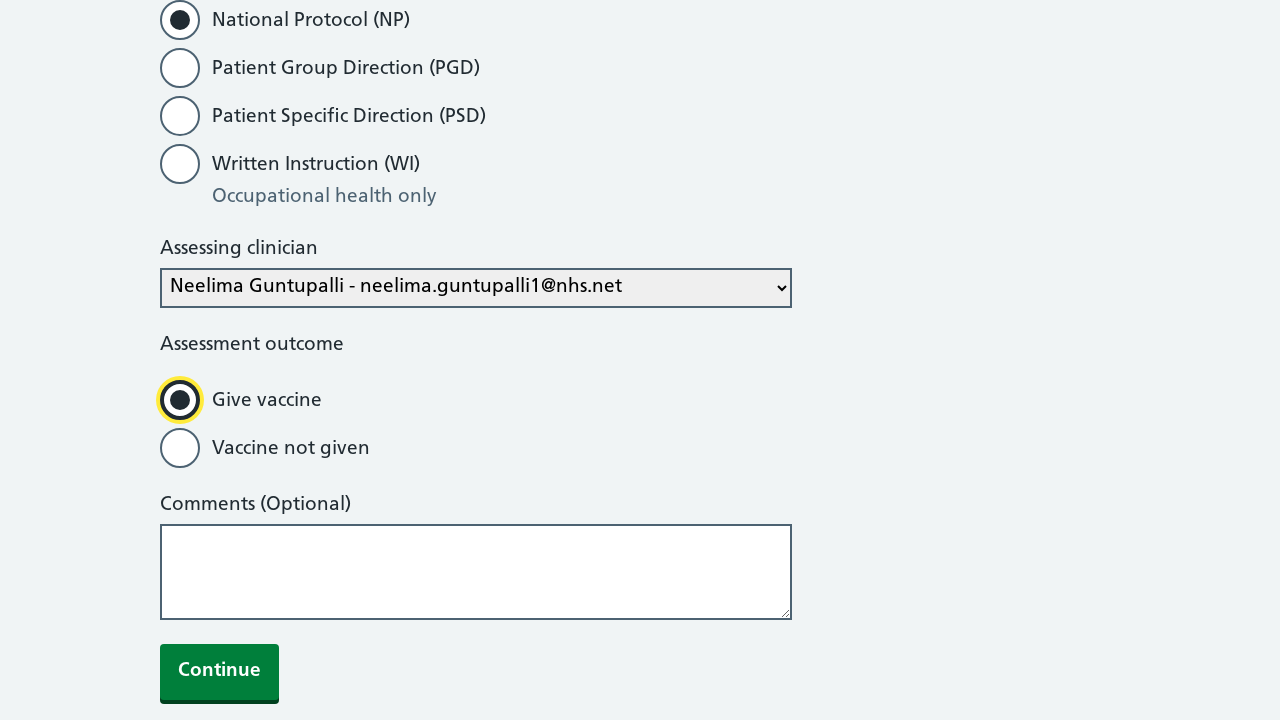 National Protocol (NP)
Patient Group Direction (PGD)
Patient Specific Direction (PSD)
Written Instruction (WI)
Occupational health only
Assessing clinician
Neelima Guntupalli - neelima.guntupalli1@nhs.net
Assessment outcome
Give vaccine
Vaccine not given
Comments (Optional)
Continue